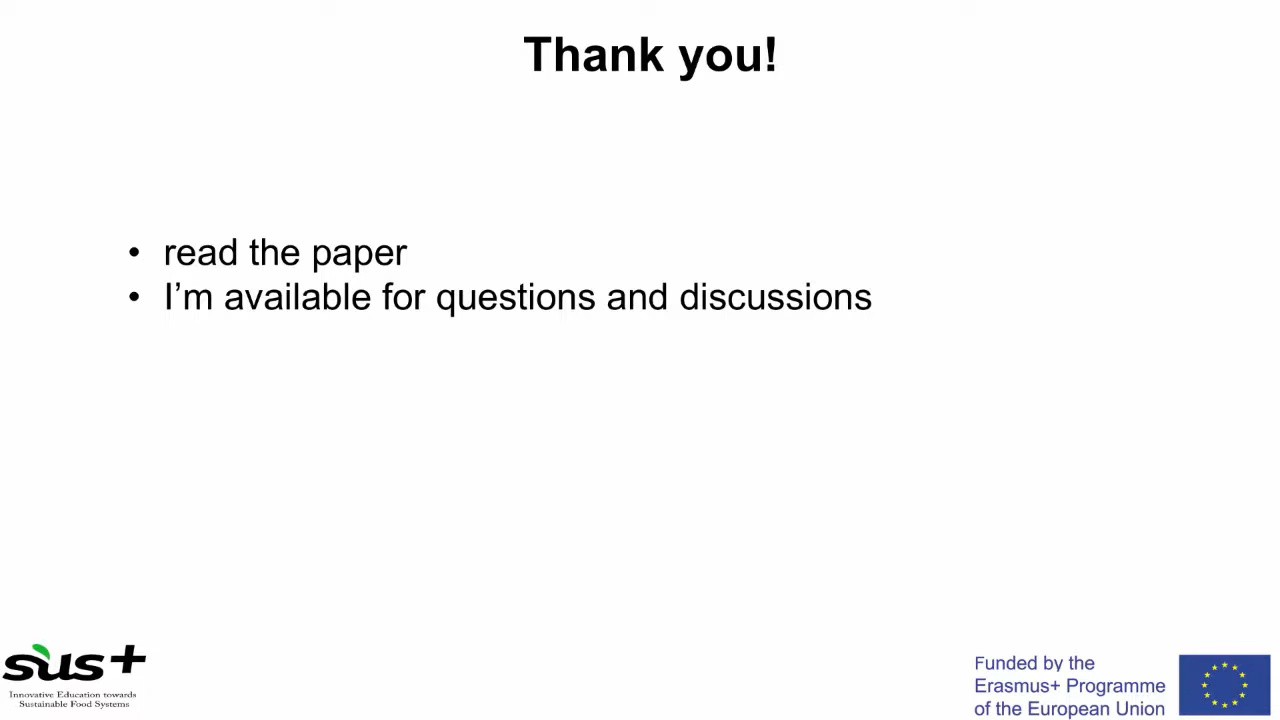 Thank you!
• read the paper
• I’m available for questions and discussions
sus+
Innovative Education towards
Sustainable Food Systems
Funded by the
Erasmus+ Programme
of the European Union